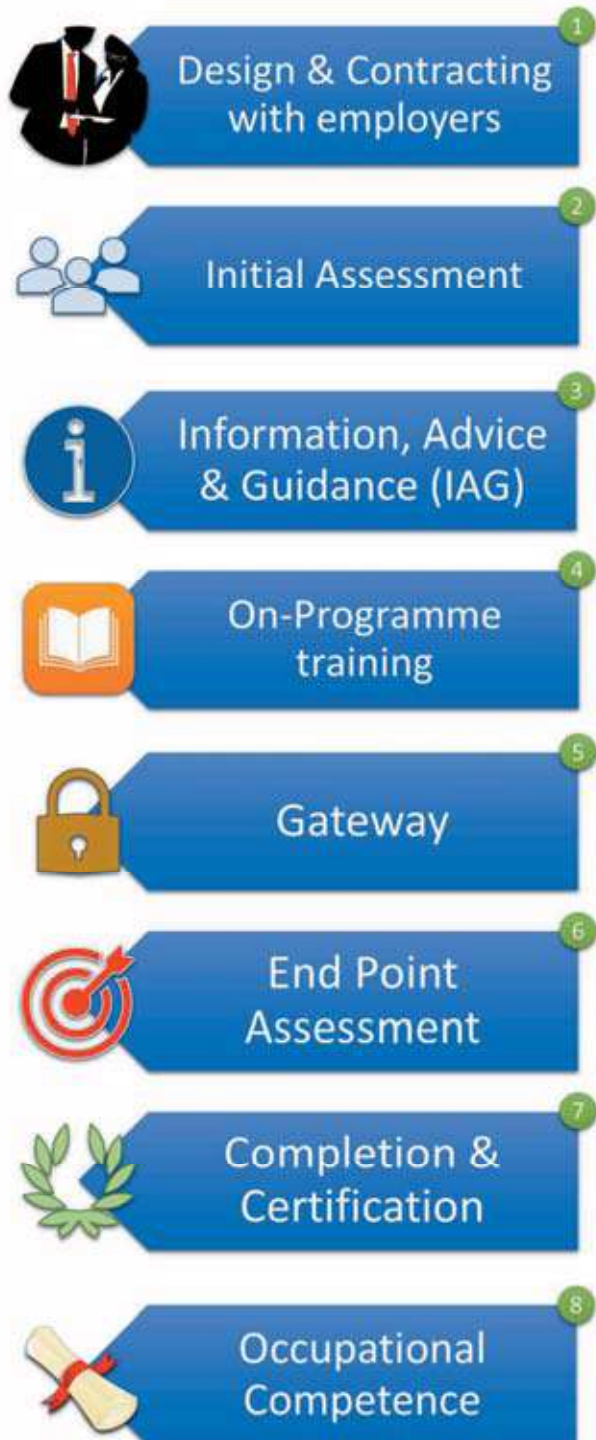 1
Design & Contracting
with employers
2
Initial Assessment
3
Information, Advice
& Guidance (IAG)
4
On-Programme
training
5
Gateway
6
End Point
Assessment
7
Completion &
Certification
8
Occupational
Competence